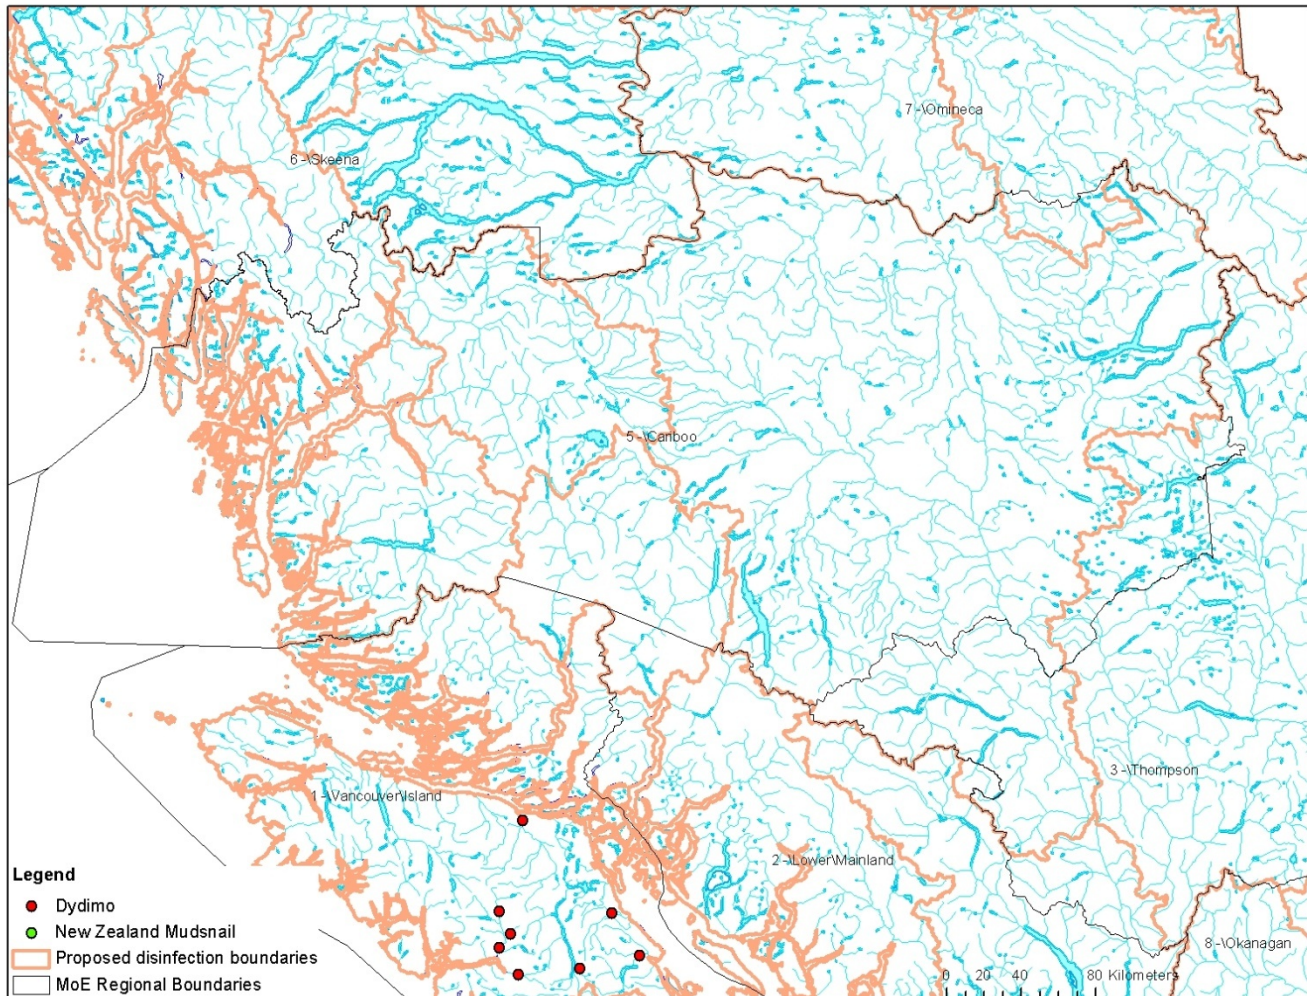 7 -\Omineca
6 -\Skeena
5 -\Cariboo
3 -\Thompson
1 -\Vancouver\Island
2 -\Lower\Mainland
8 -\Okanagan
Legend
Dydimo
New Zealand Mudsnail
Proposed disinfection boundaries
MoE Regional Boundaries
0 20 40 80 Kilometers